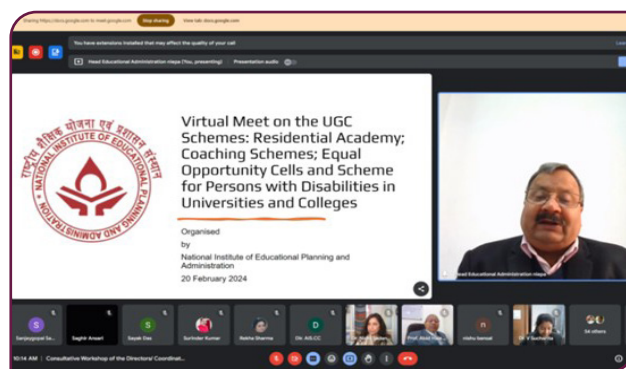 sharing https://docs.google.com to meet.google.com Stop sharing View tab: docs.google.com
You have extensions installed that may affect the quality of your call
Head Educational Administration niepa (You, presenting) Presentation audio
राष्ट्रीय शैक्षिक योजना एवं प्रशासन संस्थान
NATIONAL INSTITUTE OF EDUCATIONAL PLANNING AND ADMINISTRATION
Virtual Meet on the UGC
Schemes: Residential Academy;
Coaching Schemes; Equal
Opportunity Cells and Scheme
for Persons with Disabilities in
Universities and Colleges
Organised
by
National Institute of Educational Planning and
Administration
20 February 2024
Head Educational Administration niepa
S
S
D
n
Sanjaygopal Sa...
Saghir Ansari
Sayak Das
Surinder Kumar
Rekha Sharma
Dir. AIS.CC
nishu bansal
54 others
10:14 AM | Consultative Workshop of the Directors/ Coordinat...